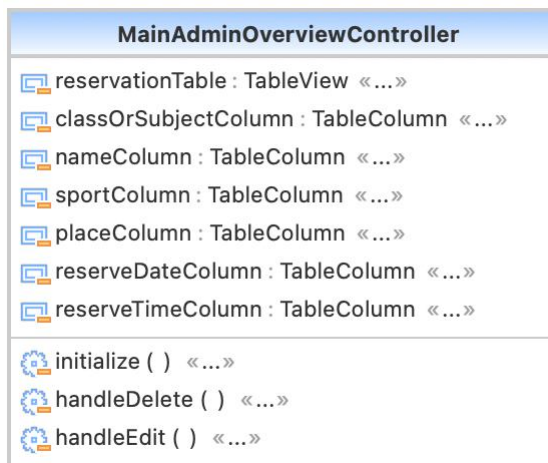 MainAdminOverviewController
reservationTable : TableView «...»
classOrSubjectColumn : TableColumn «...»
nameColumn : TableColumn «...»
sportColumn : TableColumn «...»
placeColumn : TableColumn «...»
reserveDateColumn : TableColumn «...»
reserveTimeColumn : TableColumn «...»
initialize ( ) «...»
handleDelete ( ) «...»
handleEdit ( ) «...»